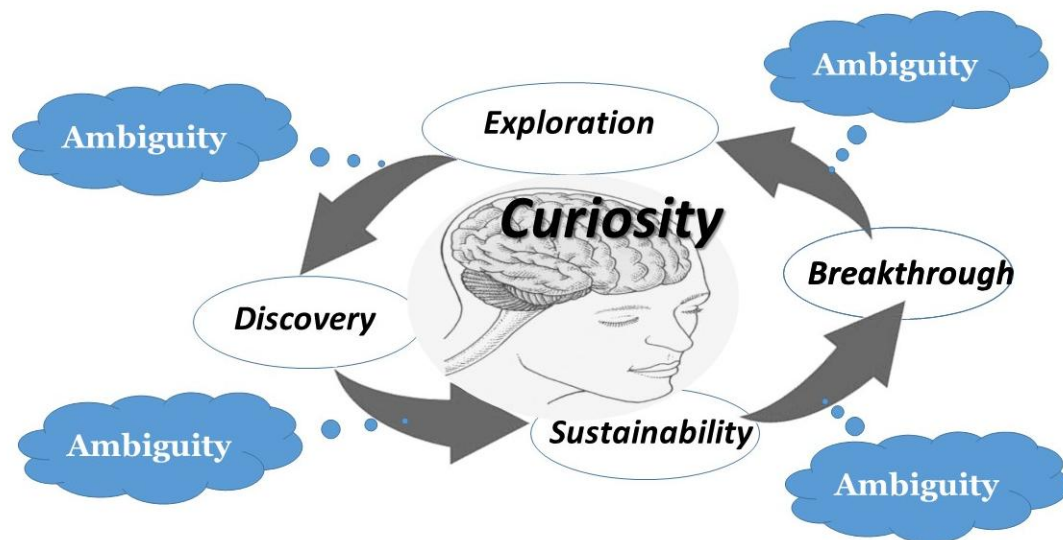 Ambiguity
Ambiguity
Exploration
Curiosity
Breakthrough
Discovery
Sustainability
Ambiguity
Ambiguity